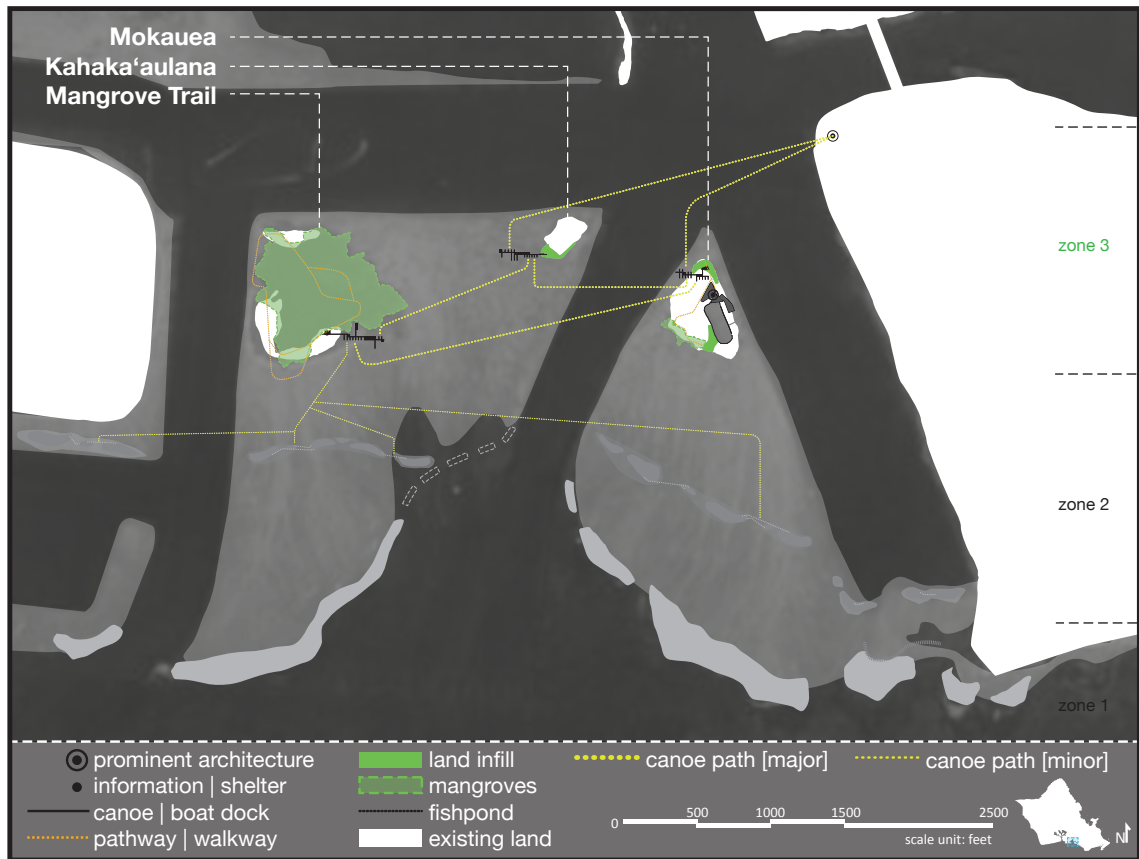 Mokauea
Kahaka‘aulana
Mangrove Trail
zone 3
zone 2
zone 1
prominent architecture
information | shelter
canoe | boat dock
pathway | walkway
land infill
mangroves
fishpond
existing land
canoe path [major]
canoe path [minor]
0 500 1000 1500 2500
scale unit: feet
N